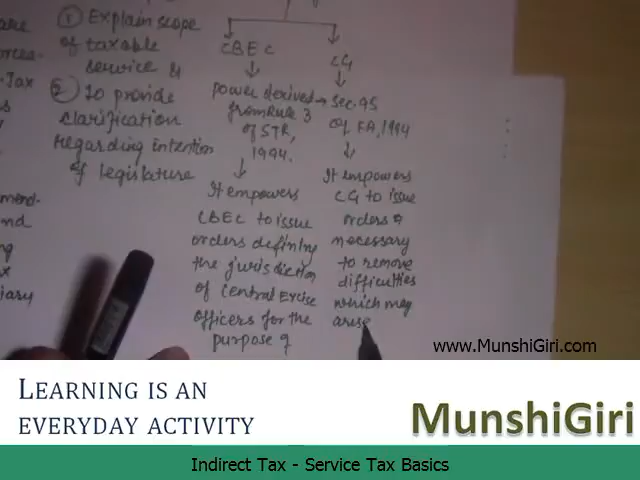 ① Explain scope
of taxable
service &
② To provide
clarification
regarding intention
of legislature
CBEC
power derived
from Rule 3
of STR,
1994.
It empowers
CBEC to issue
orders defining
the jurisdiction
of Central Excise
officers for the
purpose of
CG
Sec. 95
of FA, 1994
It empowers
CG to issue
orders
necessary
to remove
difficulties
which may
arise
www.MunshiGiri.com
LEARNING IS AN
EVERYDAY ACTIVITY
MunshiGiri
Indirect Tax - Service Tax Basics